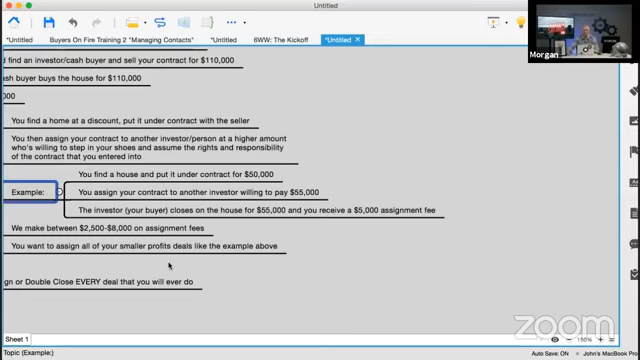 Untitled
*Untitled
Buyers On Fire Training 2 "Managing Contacts"
*Untitled
6WW: The Kickoff
*Untitled
Morgan
d find an investor/cash buyer and sell your contract for $110,000
ash buyer buys the house for $110,000
000
You find a home at a discount, put it under contract with the seller
You then assign your contract to another investor/person at a higher amount
who's willing to step in your shoes and assume the rights and responsibility
of the contract that you entered into
You find a house and put it under contract for $50,000
Example:
You assign your contract to another investor willing to pay $55,000
The investor (your buyer) closes on the house for $55,000 and you receive a $5,000 assignment fee
We make between $2,500-$8,000 on assignment fees
You want to assign all of your smaller profits deals like the example above
gn or Double Close EVERY deal that you will ever do
zoom
Sheet 1
150%
Topic (Example:)
Auto Save: ON
John's MacBook Pro